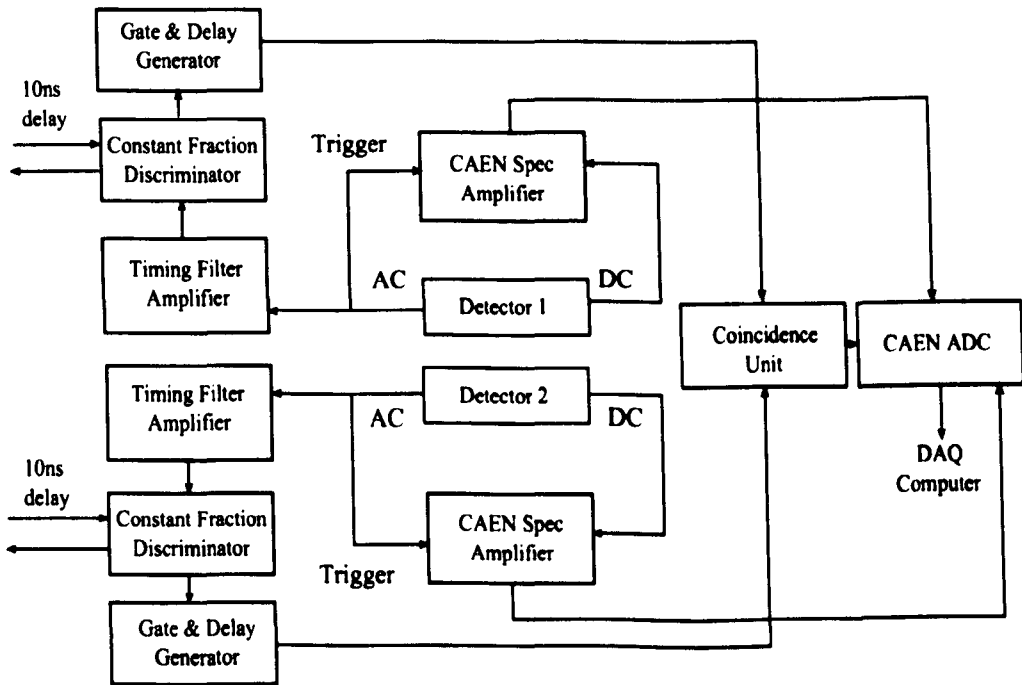 Gate & Delay
Generator
10ns
delay
Constant Fraction
Discriminator
Trigger
CAEN Spec
Amplifier
Timing Filter
Amplifier
AC
Detector 1
DC
Coincidence
Unit
CAEN ADC
Timing Filter
Amplifier
AC
Detector 2
DC
DAQ
Computer
10ns
delay
Constant Fraction
Discriminator
CAEN Spec
Amplifier
Trigger
Gate & Delay
Generator